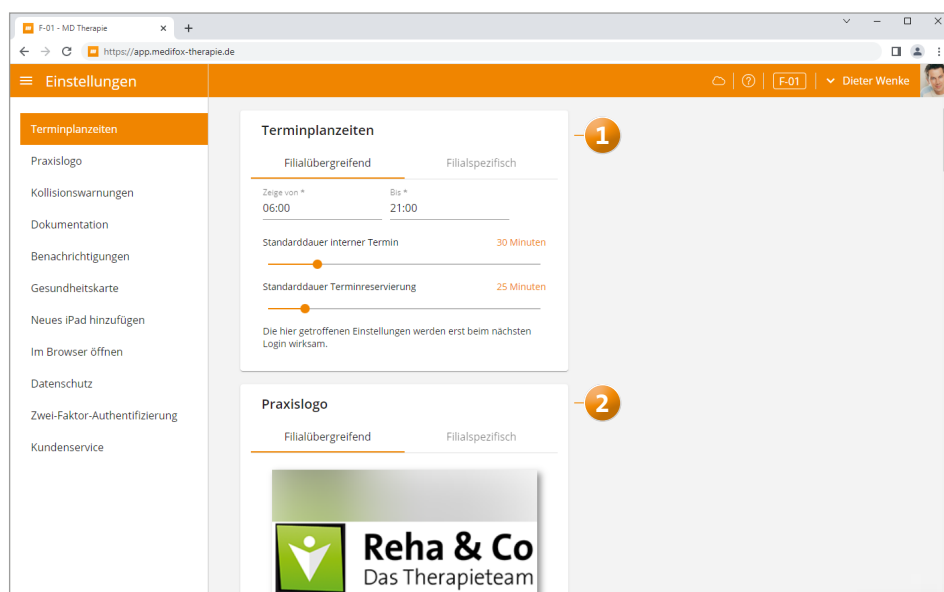 F-01 - MD Therapie
https://app.medifox-therapie.de
Einstellungen
F-01
Dieter Wenke
Terminplanzeiten
Praxislogo
Kollisionswarnungen
Dokumentation
Benachrichtigungen
Gesundheitskarte
Neues iPad hinzufügen
Im Browser öffnen
Datenschutz
Zwei-Faktor-Authentifizierung
Kundenservice
Terminplanzeiten
1
Filialübergreifend Filialspezifisch
Zeige von * Bis *
06:00 21:00
Standarddauer interner Termin 30 Minuten
Standarddauer Terminreservierung 25 Minuten
Die hier getroffenen Einstellungen werden erst beim nächsten
Login wirksam.
Praxislogo
2
Filialübergreifend Filialspezifisch
Reha & Co
Das Therapieteam